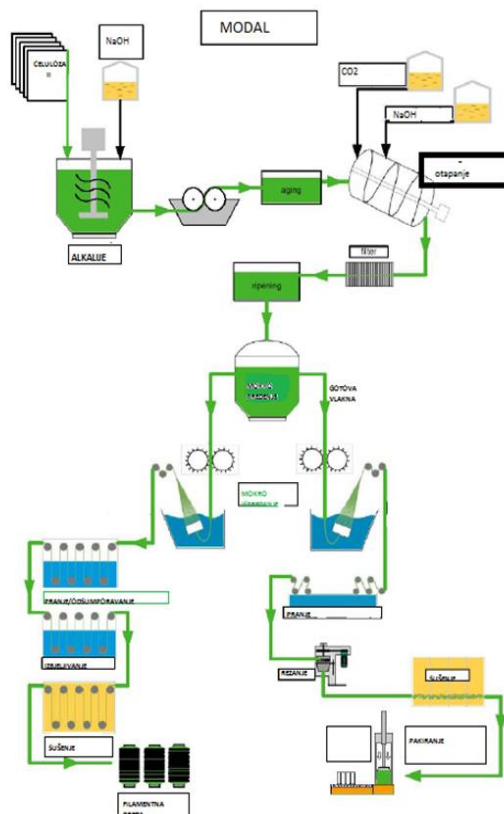 MODAL
NaOH
CELULOZA
CO2
NaOH
otapanje
aging
ALKALIJE
filter
ripening
GOTOVA
VLAKNA
MOKRO
PRANJE/ODSUMPORAVANJE
PRANJE
IZBJELJIVANJE
REZANJE
SUŠENJE
SUŠENJE
PAKIRANJE
FILAMENTNA